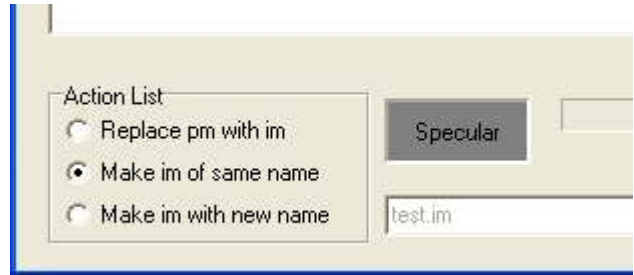 Action List
Replace pm with im
Make im of same name
Make im with new name
Specular
test.im